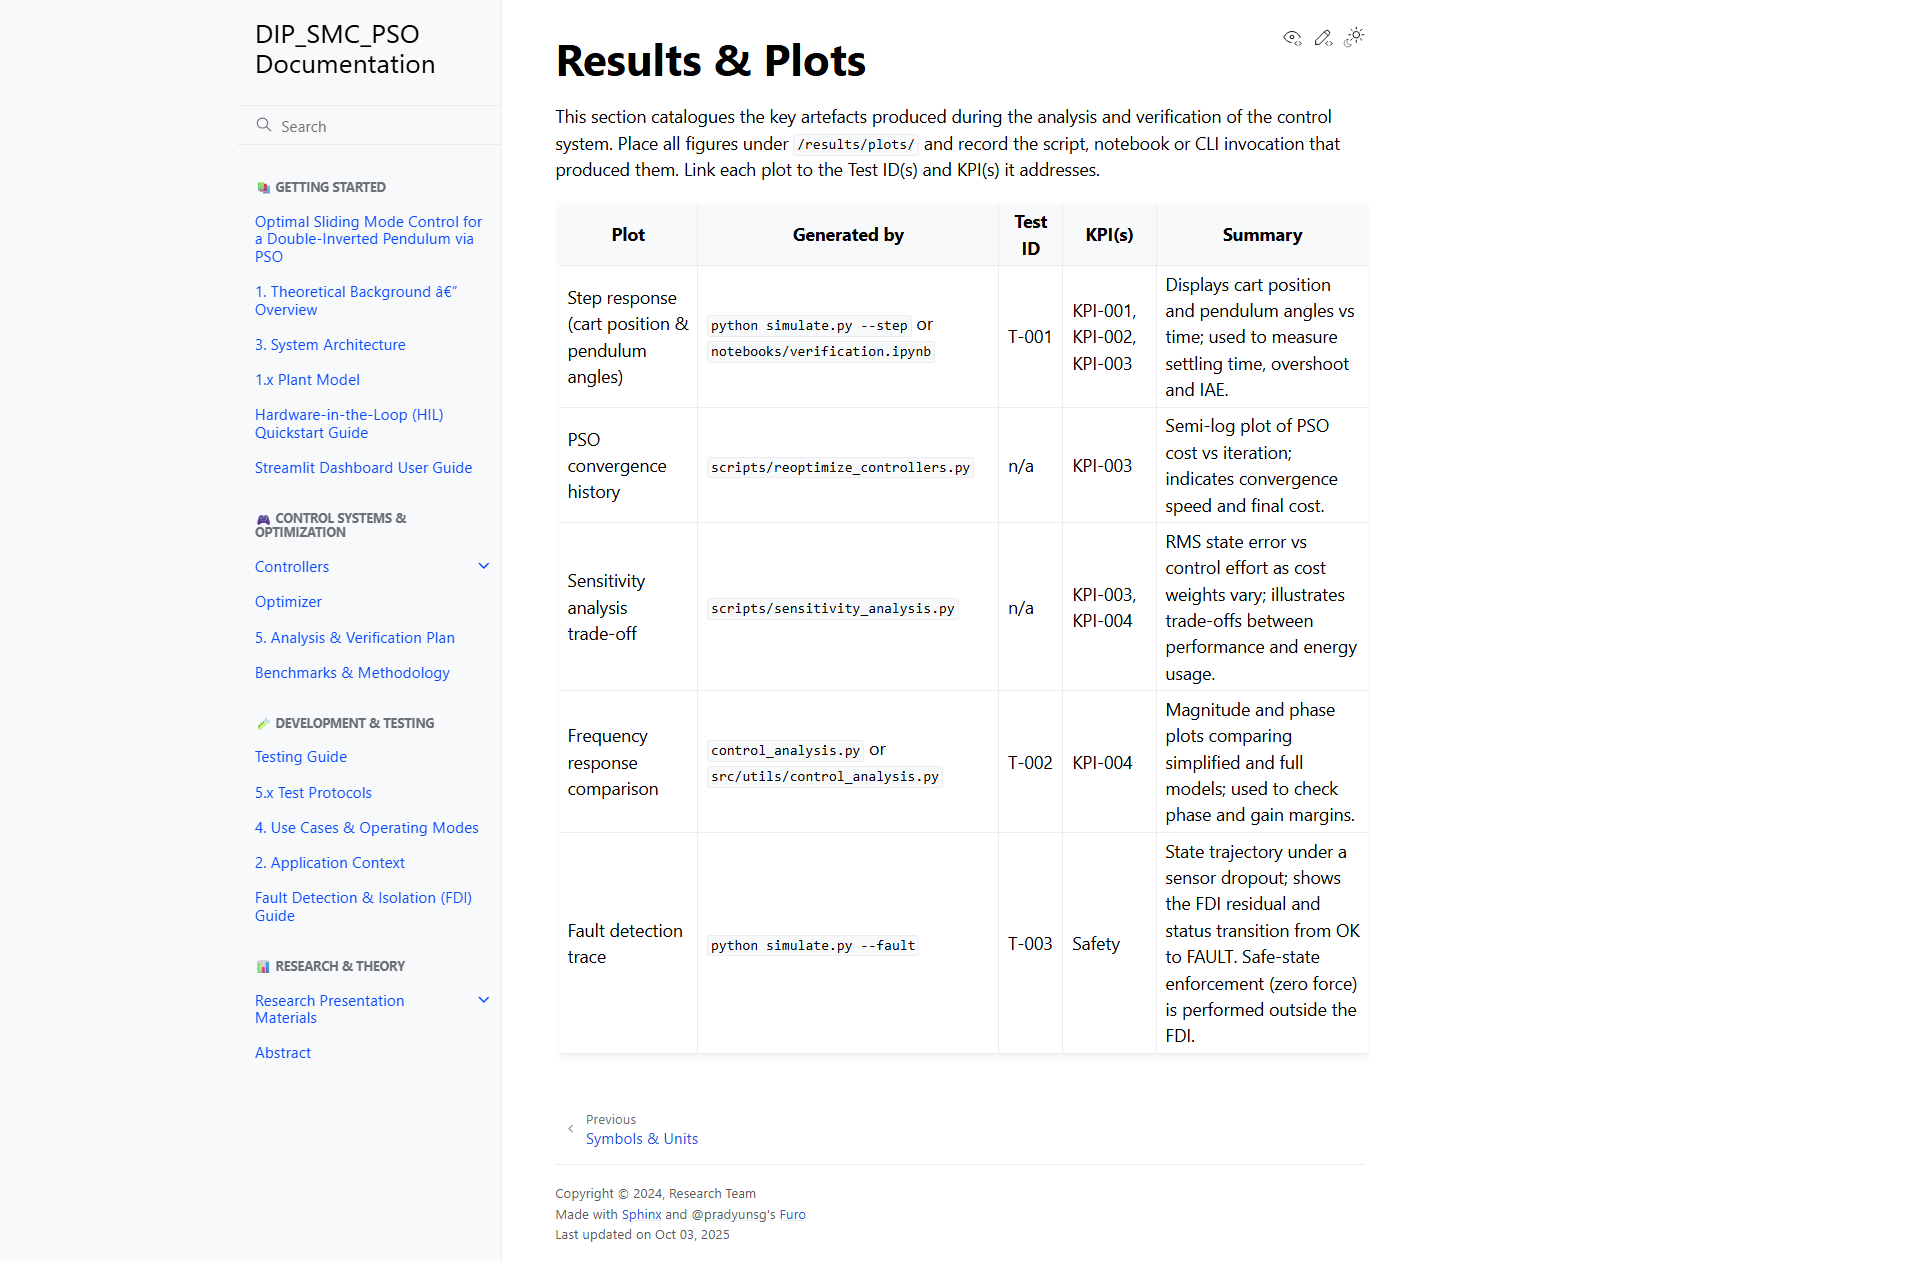 DIP_SMC_PSO
Documentation
Search
GETTING STARTED
Optimal Sliding Mode Control for
a Double-Inverted Pendulum via
PSO
1. Theoretical Background â€”
Overview
3. System Architecture
1.x Plant Model
Hardware-in-the-Loop (HIL)
Quickstart Guide
Streamlit Dashboard User Guide
CONTROL SYSTEMS &
OPTIMIZATION
Controllers
Optimizer
5. Analysis & Verification Plan
Benchmarks & Methodology
DEVELOPMENT & TESTING
Testing Guide
5.x Test Protocols
4. Use Cases & Operating Modes
2. Application Context
Fault Detection & Isolation (FDI)
Guide
RESEARCH & THEORY
Research Presentation
Materials
Abstract
Results & Plots
This section catalogues the key artefacts produced during the analysis and verification of the control
system. Place all figures under /results/plots/ and record the script, notebook or CLI invocation that
produced them. Link each plot to the Test ID(s) and KPI(s) it addresses.
Plot
Generated by
Test
ID
KPI(s)
Summary
Step response
(cart position &
pendulum
angles)
python simulate.py --step or
notebooks/verification.ipynb
T-001
KPI-001,
KPI-002,
KPI-003
Displays cart position
and pendulum angles vs
time; used to measure
settling time, overshoot
and IAE.
PSO
convergence
history
scripts/reoptimize_controllers.py
n/a
KPI-003
Semi-log plot of PSO
cost vs iteration;
indicates convergence
speed and final cost.
Sensitivity
analysis
trade-off
scripts/sensitivity_analysis.py
n/a
KPI-003,
KPI-004
RMS state error vs
control effort as cost
weights vary; illustrates
trade-offs between
performance and energy
usage.
Frequency
response
comparison
control_analysis.py or
src/utils/control_analysis.py
T-002
KPI-004
Magnitude and phase
plots comparing
simplified and full
models; used to check
phase and gain margins.
Fault detection
trace
python simulate.py --fault
T-003
Safety
State trajectory under a
sensor dropout; shows
the FDI residual and
status transition from OK
to FAULT. Safe-state
enforcement (zero force)
is performed outside the
FDI.
Previous
Symbols & Units
Copyright © 2024, Research Team
Made with Sphinx and @pradyunsg's Furo
Last updated on Oct 03, 2025